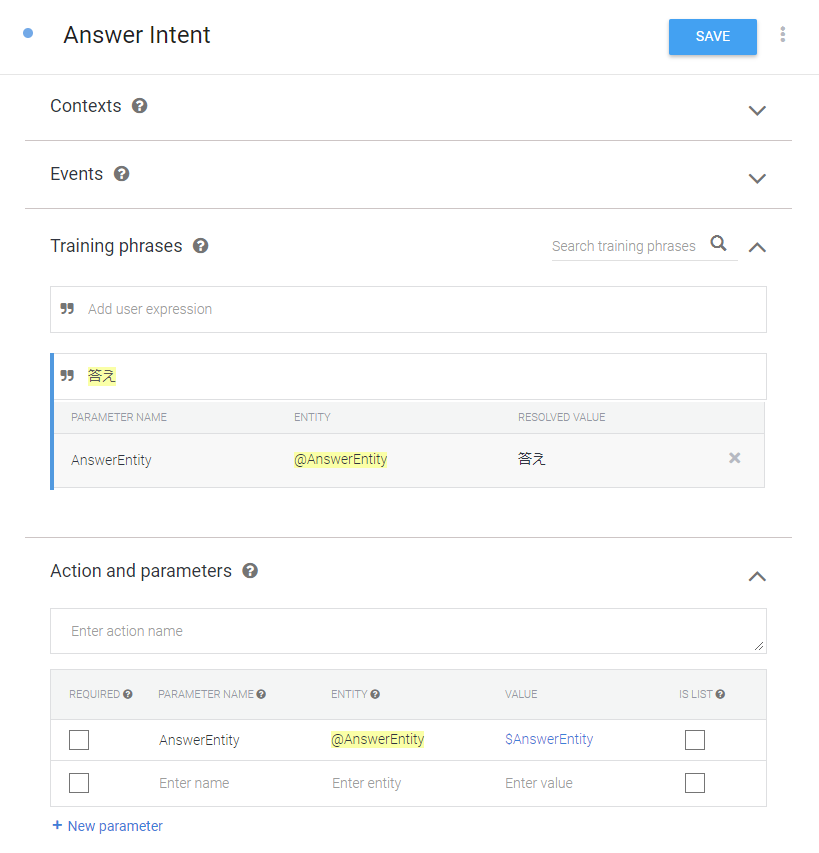 Answer Intent
SAVE
Contexts
Events
Training phrases
Search training phrases
Add user expression
答え
PARAMETER NAME ENTITY RESOLVED VALUE
AnswerEntity @AnswerEntity 答え
Action and parameters
Enter action name
REQUIRED PARAMETER NAME ENTITY VALUE IS LIST
AnswerEntity @AnswerEntity $AnswerEntity
Enter name Enter entity Enter value
+ New parameter